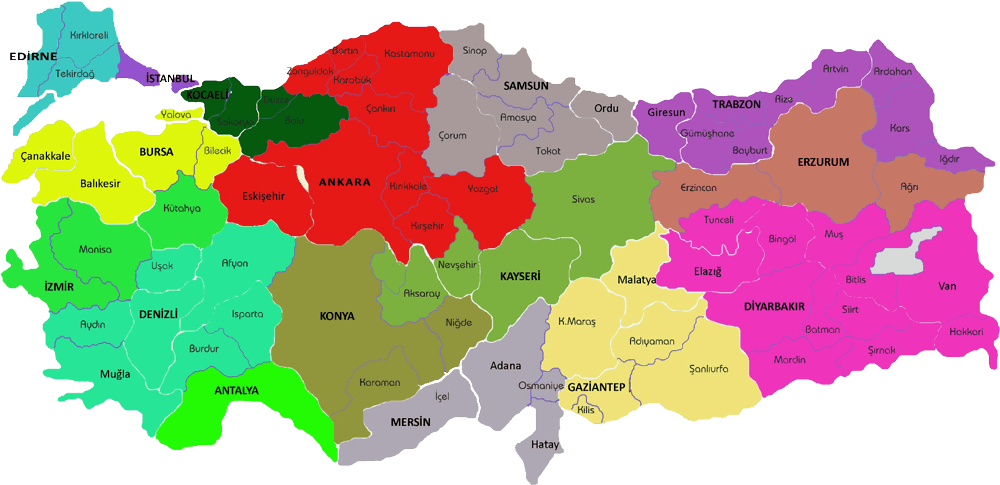 Kırklareli
EDİRNE
Tekirdağ
İSTANBUL
KOCAELİ
Yalova
Sakarya
Düzce
Bolu
Zonguldak
Bartın
Karabük
Kastamonu
Çankırı
Sinop
SAMSUN
Amasya
Çorum
Tokat
Ordu
Giresun
TRABZON
Rize
Artvin
Ardahan
Gümüşhane
Bayburt
Kars
Iğdır
ERZURUM
Erzincan
Ağrı
Çanakkale
BURSA
Bilecik
Balıkesir
Kütahya
Eskişehir
ANKARA
Kırıkkale
Yozgat
Kırşehir
Sivas
Tunceli
Bingöl
Muş
Elazığ
Bitlis
Van
DİYARBAKIR
Siirt
Batman
Hakkari
Mardin
Şırnak
Manisa
İZMİR
Uşak
Afyon
Aydın
DENİZLİ
Isparta
Burdur
Muğla
ANTALYA
KONYA
Nevşehir
Aksaray
Niğde
KAYSERİ
Karaman
İçel
MERSİN
Adana
Osmaniye
Hatay
Malatya
K.Maraş
Adıyaman
Şanlıurfa
GAZİANTEP
Kilis